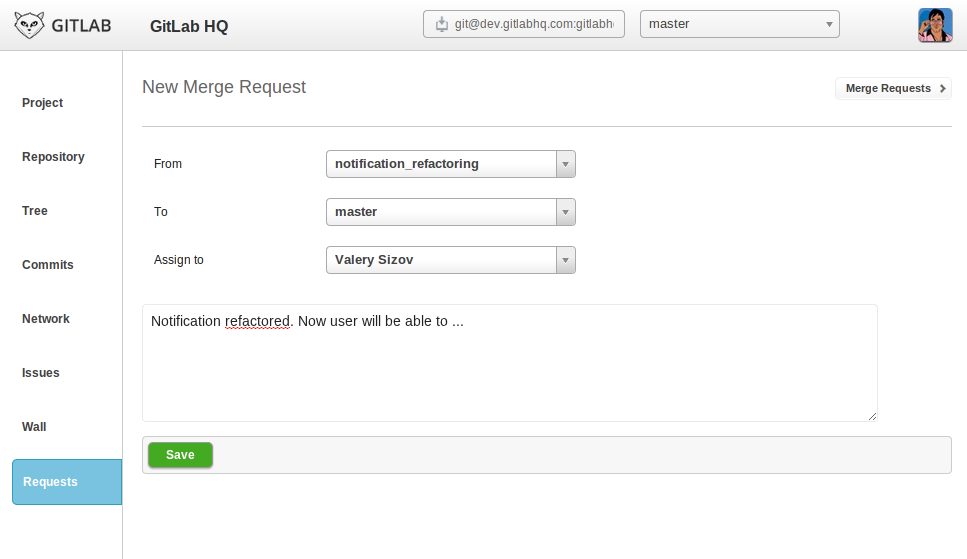 GITLAB
GitLab HQ
git@dev.gitlabhq.com:gitlabh
master
New Merge Request
Merge Requests
Project
Repository
Tree
Commits
Network
Issues
Wall
Requests
From
notification_refactoring
To
master
Assign to
Valery Sizov
Notification refactored. Now user will be able to ...
Save